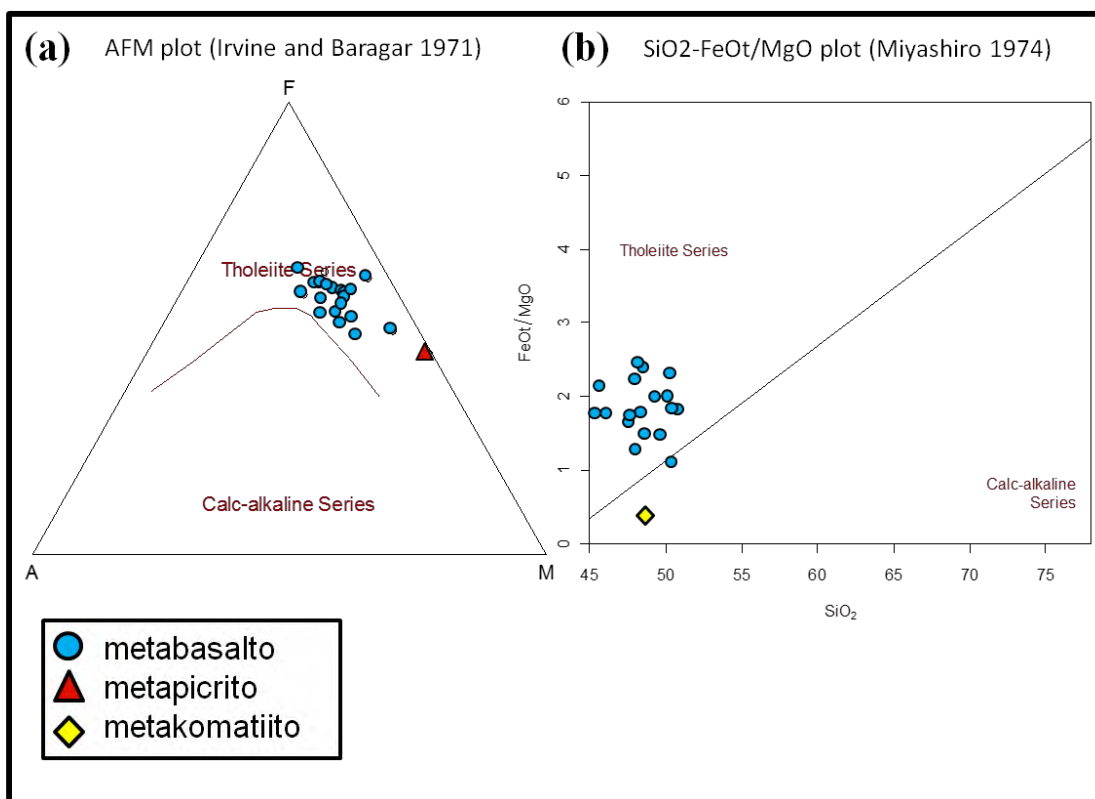 (a) AFM plot (Irvine and Baragar 1971)
F
Tholeiite Series
Calc-alkaline Series
A
M
(b) SiO2-FeOt/MgO plot (Miyashiro 1974)
6
5
4
3
2
1
0
FeOt / MgO
Tholeiite Series
Calc-alkaline
Series
45 50 55 60 65 70 75
SiO₂
metabasalto
metapicrito
metakomatiito